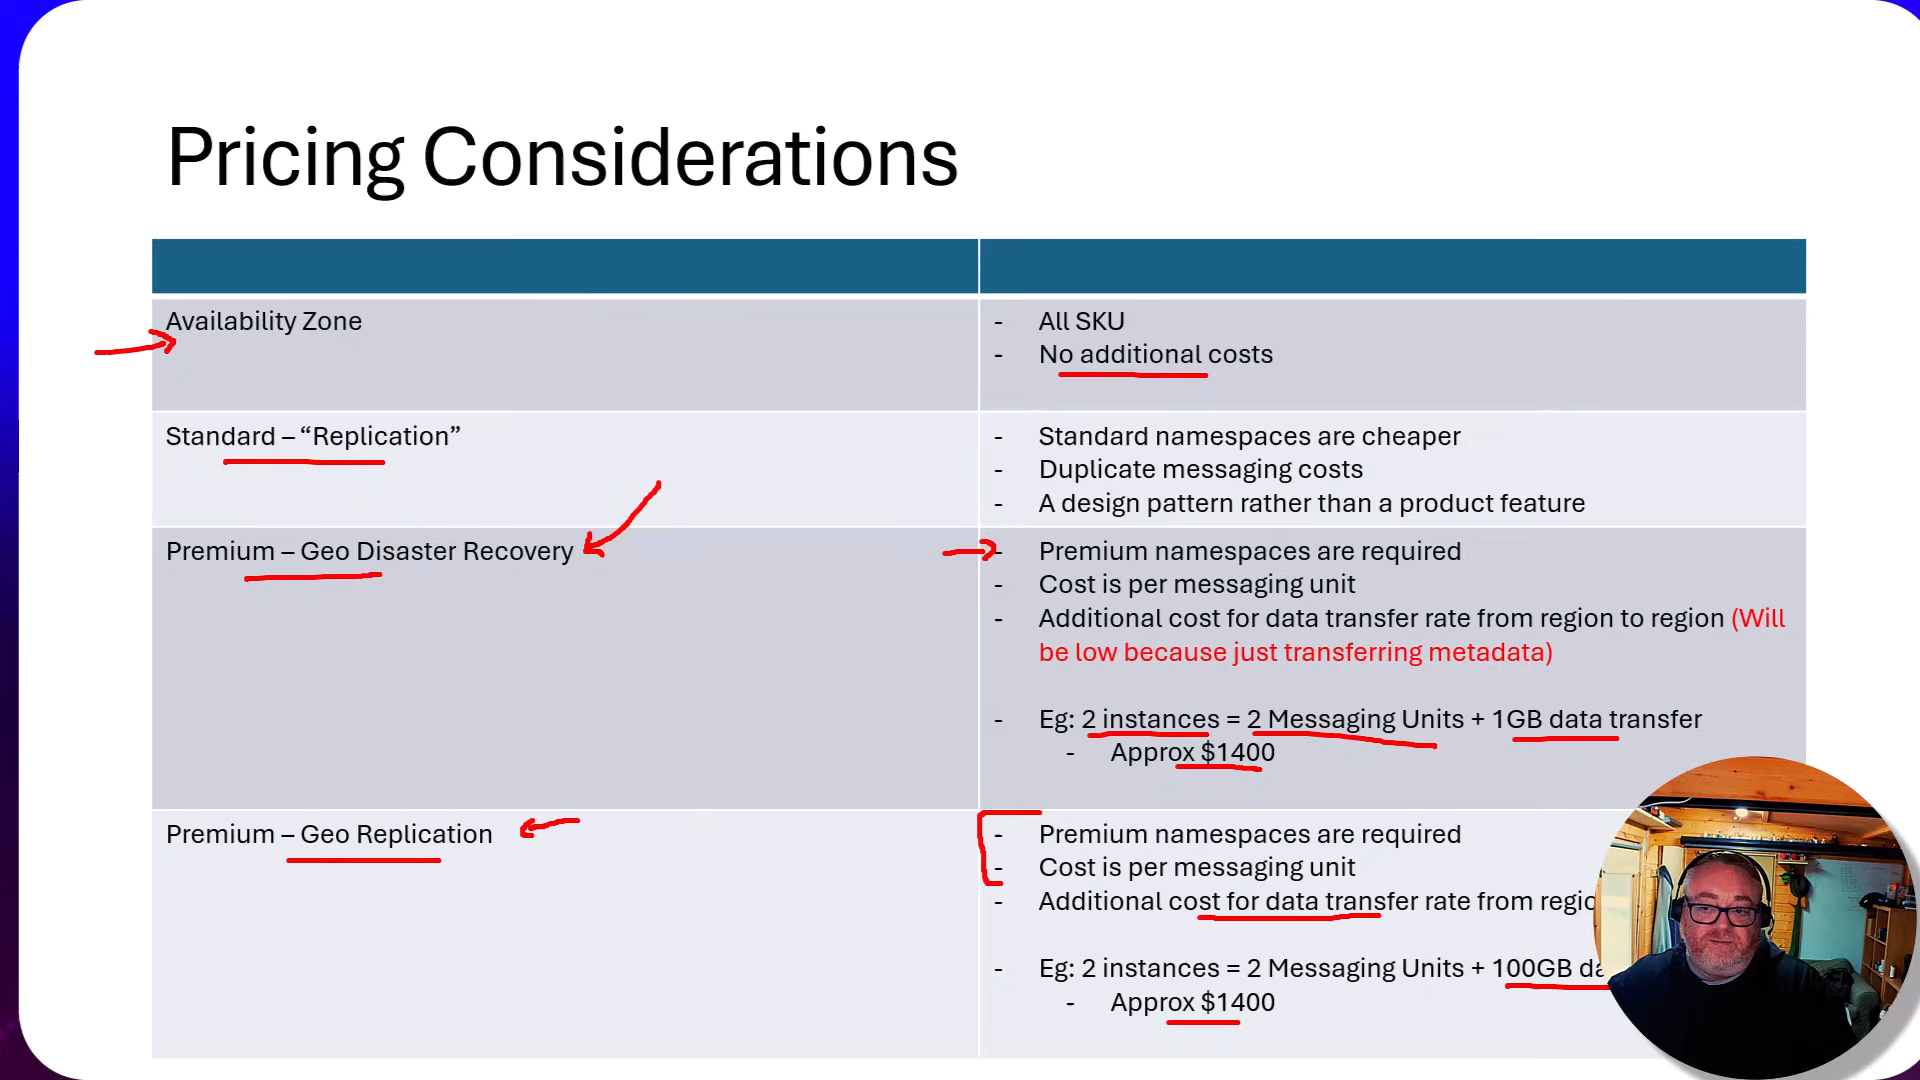 Pricing Considerations
Availability Zone
- All SKU
- No additional costs
Standard – “Replication”
- Standard namespaces are cheaper
- Duplicate messaging costs
- A design pattern rather than a product feature
Premium – Geo Disaster Recovery
- Premium namespaces are required
- Cost is per messaging unit
- Additional cost for data transfer rate from region to region (Will
be low because just transferring metadata)
- Eg: 2 instances = 2 Messaging Units + 1GB data transfer
- Approx $1400
Premium – Geo Replication
- Premium namespaces are required
- Cost is per messaging unit
- Additional cost for data transfer rate from
- Eg: 2 instances = 2 Messaging Units + 100GB
- Approx $1400